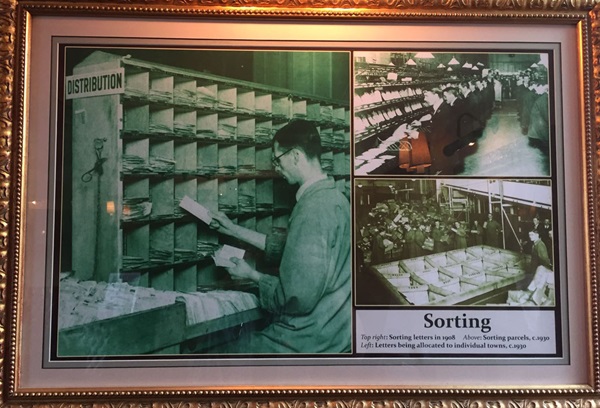 DISTRIBUTION
Sorting
Top right: Sorting letters in 1908 Above: Sorting parcels, c.1930
Left: Letters being allocated to individual towns, c.1930